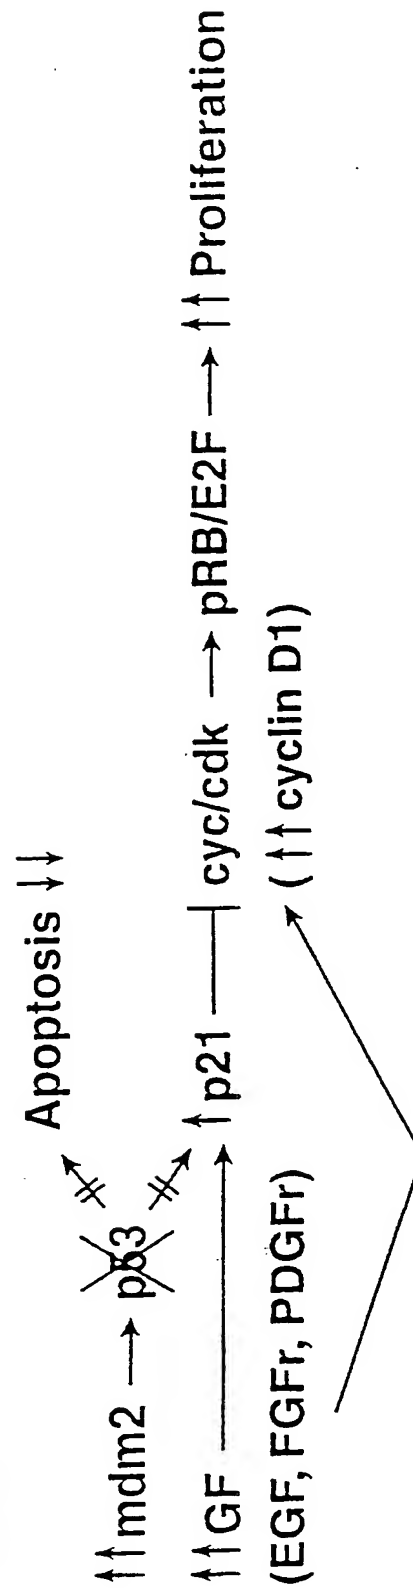 Apoptosis ↓↓
↑↑mdm2 → p53
↑↑GF → ↑p21 ⊣ cyc/cdk → pRB/E2F → ↑↑ Proliferation
(EGF, FGFr, PDGFr) (↑↑ cyclin D1)